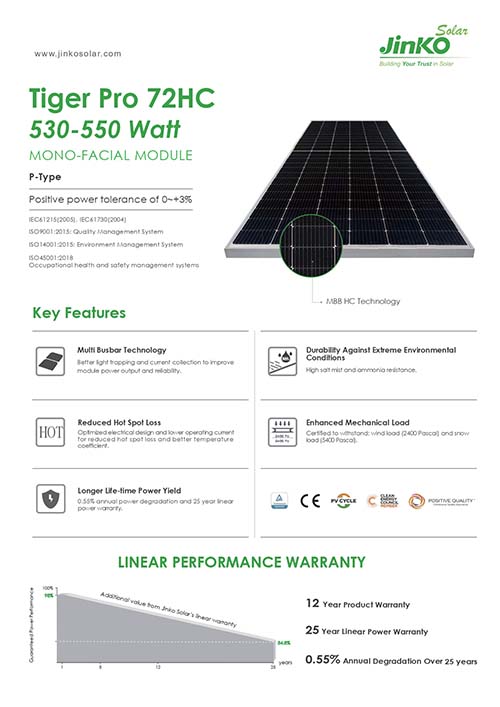 www.jinkosolar.com
Solar
JinKO
Building Your Trust in Solar
Tiger Pro 72HC
530-550 Watt
MONO-FACIAL MODULE
P-Type
Positive power tolerance of 0~+3%
IEC61215(2005), IEC61730(2004)
ISO9001:2015: Quality Management System
ISO14001:2015: Environment Management System
ISO45001:2018
Occupational health and safety management systems
MBB HC Technology
Key Features
Multi Busbar Technology
Better light trapping and current collection to improve
module power output and reliability.
Durability Against Extreme Environmental
Conditions
High salt mist and ammonia resistance.
HOT
Reduced Hot Spot Loss
Optimized electrical design and lower operating current
for reduced hot spot loss and better temperature
coefficient.
Enhanced Mechanical Load
Certified to withstand: wind load (2400 Pascal) and snow
load (5400 Pascal).
Longer Life-time Power Yield
0.55% annual power degradation and 25 year linear
power warranty.
CE
PV CYCLE
CLEAN
ENERGY
COUNCIL
MEMBER
POSITIVE QUALITY
LINEAR PERFORMANCE WARRANTY
Guaranteed Power Performance
100%
98%
Additional value from Jinko Solar's linear warranty
84.8%
1
12
25
years
12 Year Product Warranty
25 Year Linear Power Warranty
0.55% Annual Degradation Over 25 years